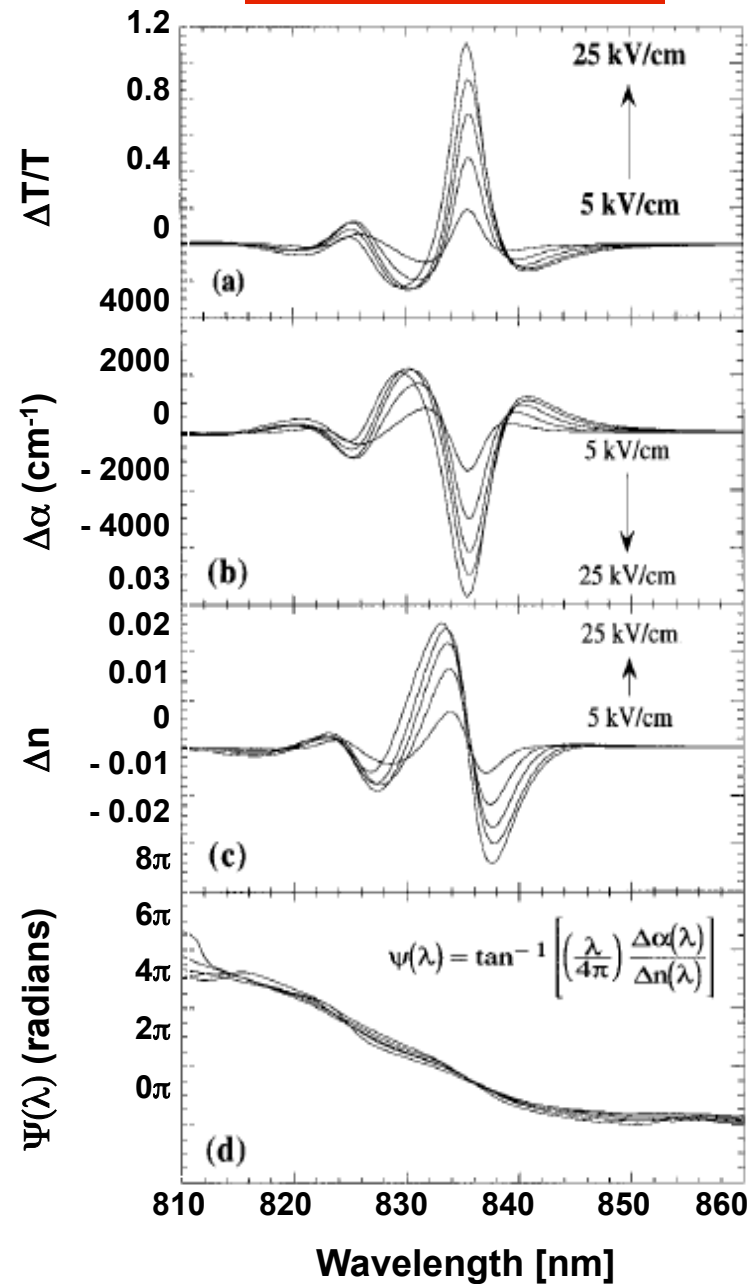 1.2
0.8
0.4
0
ΔT/T
25 kV/cm
5 kV/cm
(a)
4000
2000
0
- 2000
- 4000
Δα (cm-1)
5 kV/cm
25 kV/cm
(b)
0.03
0.02
0.01
0
- 0.01
- 0.02
Δn
25 kV/cm
5 kV/cm
(c)
8π
6π
4π
2π
0π
Ψ(λ) (radians)
ψ(λ) = tan⁻¹ [(λ/4π) Δα(λ)/Δn(λ)]
(d)
810 820 830 840 850 860
Wavelength [nm]